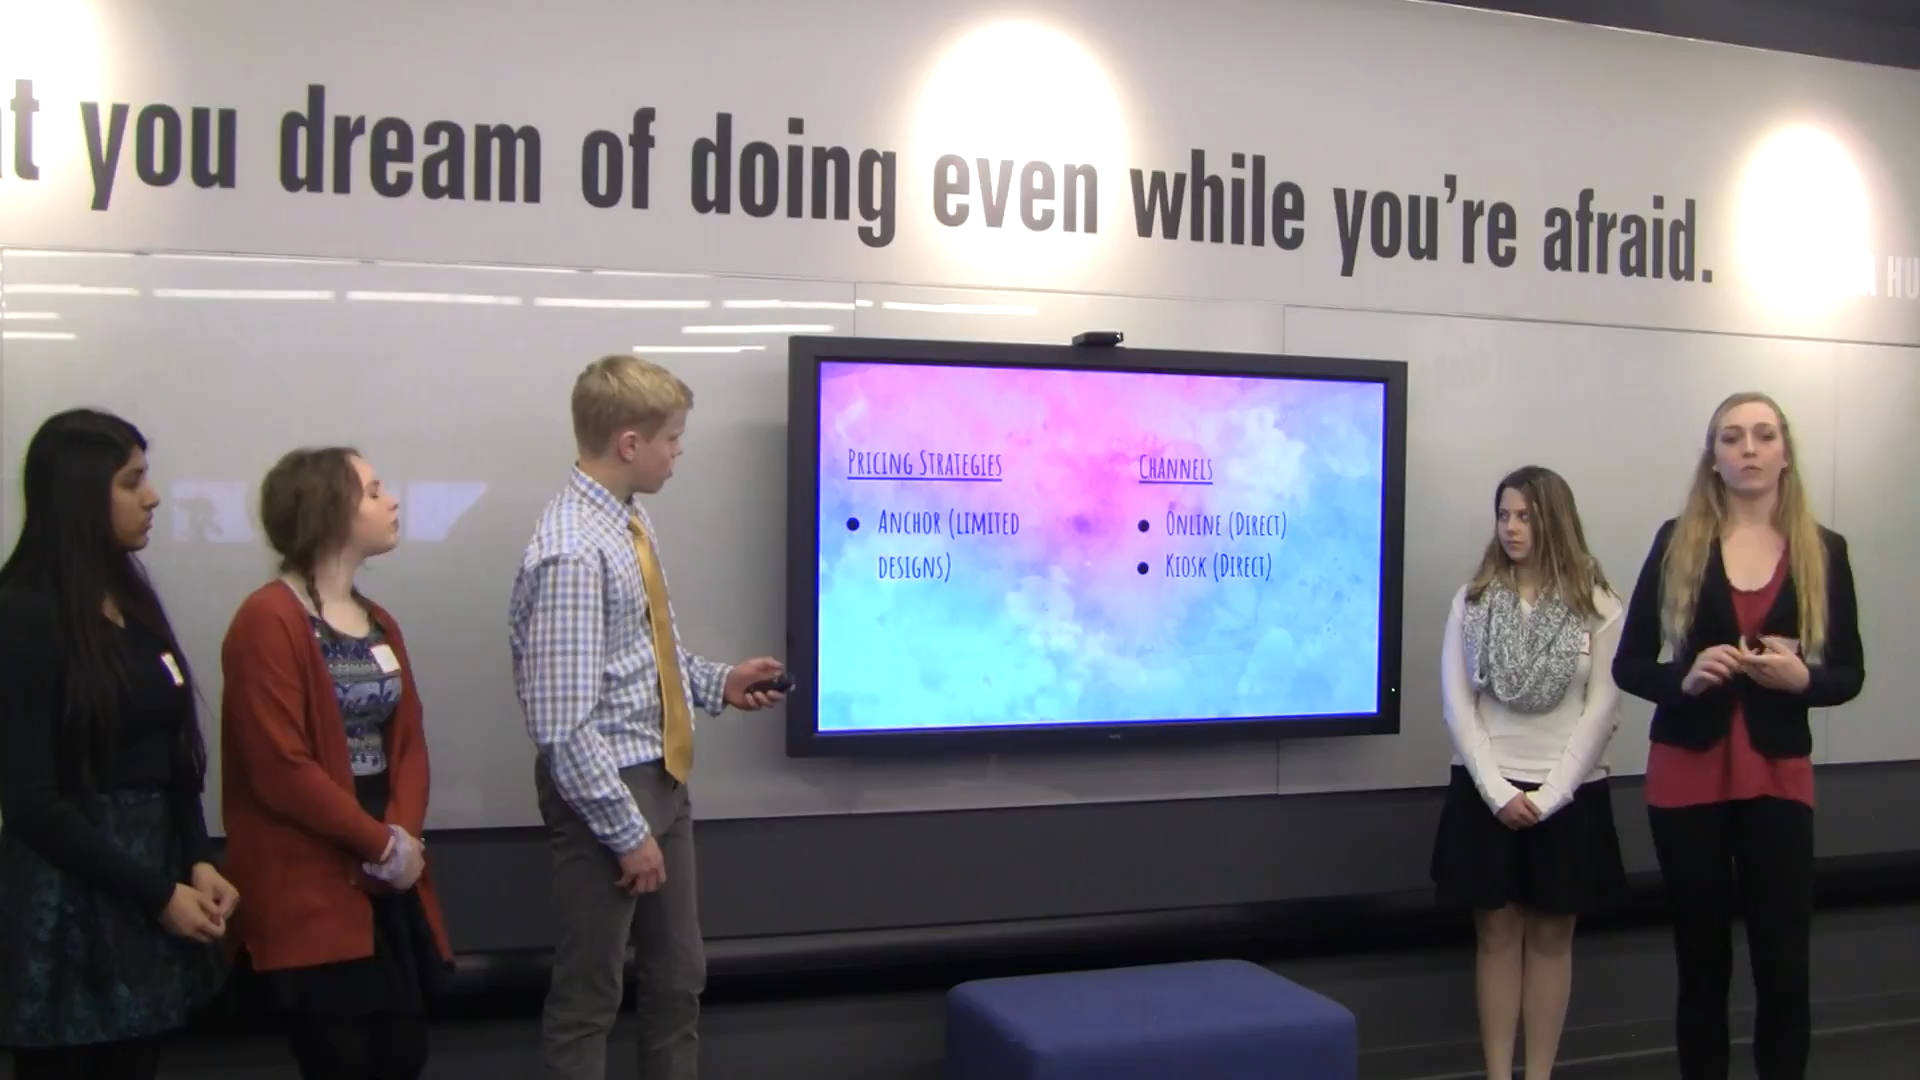 t you dream of doing even while you're afraid.
HU
PRICING STRATEGIES
ANCHOR (LIMITED
DESIGNS)
CHANNELS
ONLINE (DIRECT)
KIOSK (DIRECT)